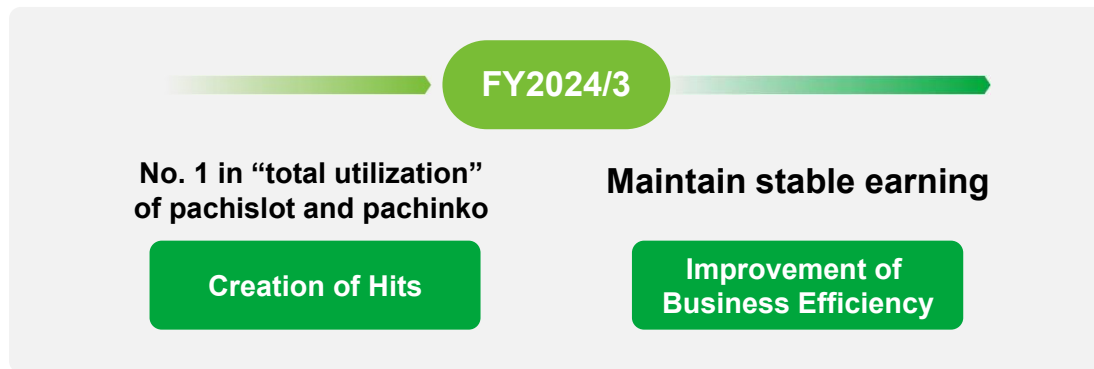 FY2024/3
No. 1 in “total utilization”
of pachislot and pachinko
Creation of Hits
Maintain stable earning
Improvement of
Business Efficiency